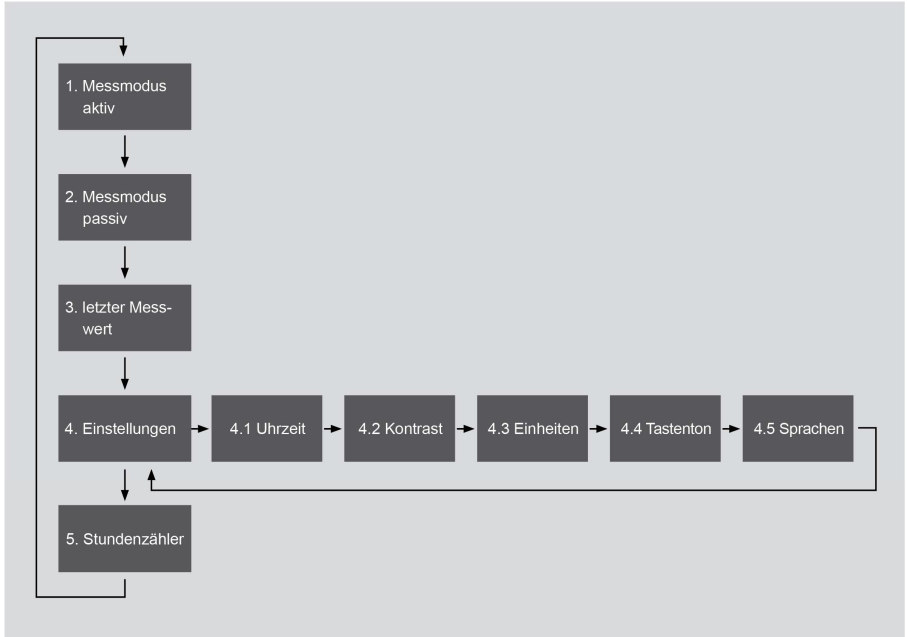 1. Messmodus
aktiv
2. Messmodus
passiv
3. letzter Mess-
wert
4. Einstellungen
4.1 Uhrzeit
4.2 Kontrast
4.3 Einheiten
4.4 Tastenton
4.5 Sprachen
5. Stundenzähler